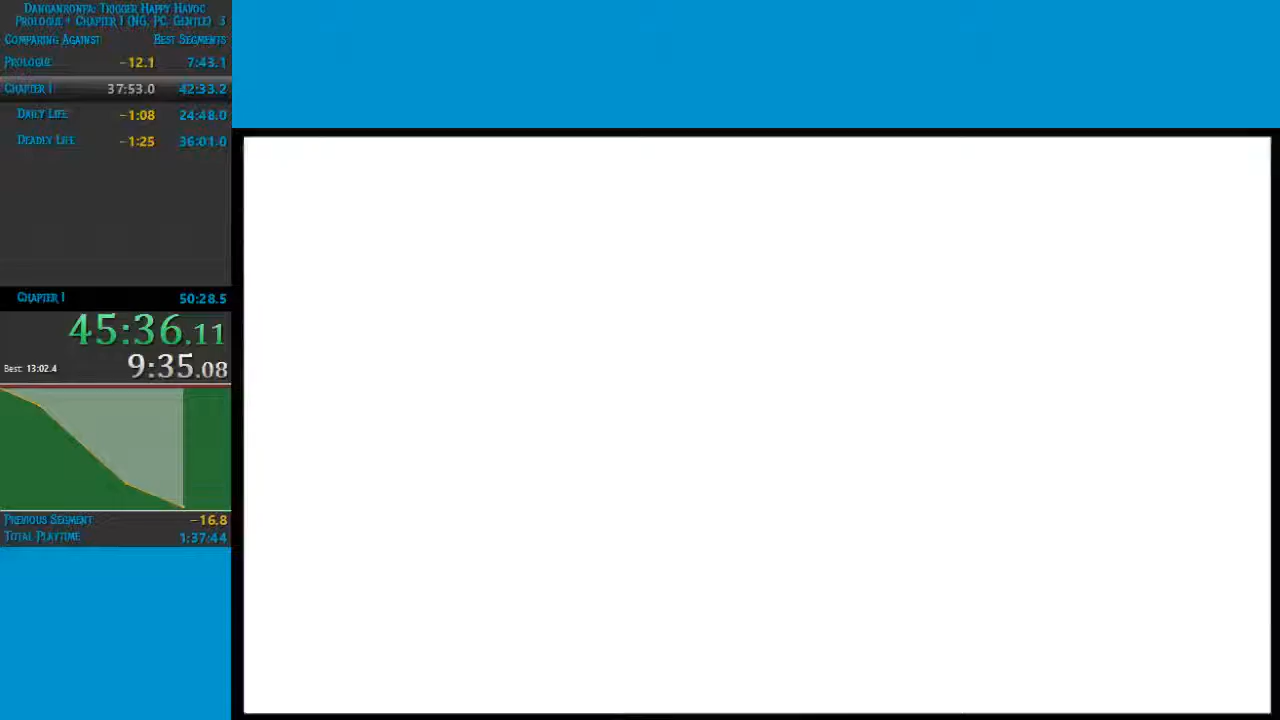 Danganronpa: Trigger Happy Havoc
Prologue + Chapter 1 (NG, PC, Gentle) 3
Comparing Against Best Segments
Prologue -12.1 7:43.1
Chapter 1 37:53.0 42:33.2
Daily Life -1:08 24:48.0
Deadly Life -1:25 36:01.0
Chapter 1 50:28.5
45:36.11
Best: 13:02.4 9:35.08
Previous Segment -16.8
Total Playtime 1:37:44